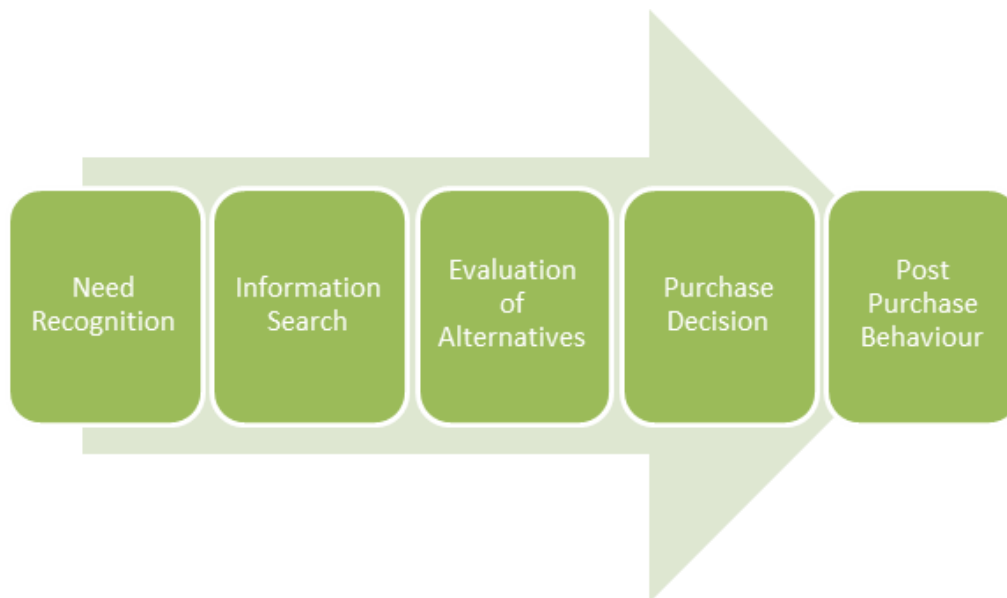 Need
Recognition
Information
Search
Evaluation
of
Alternatives
Purchase
Decision
Post
Purchase
Behaviour